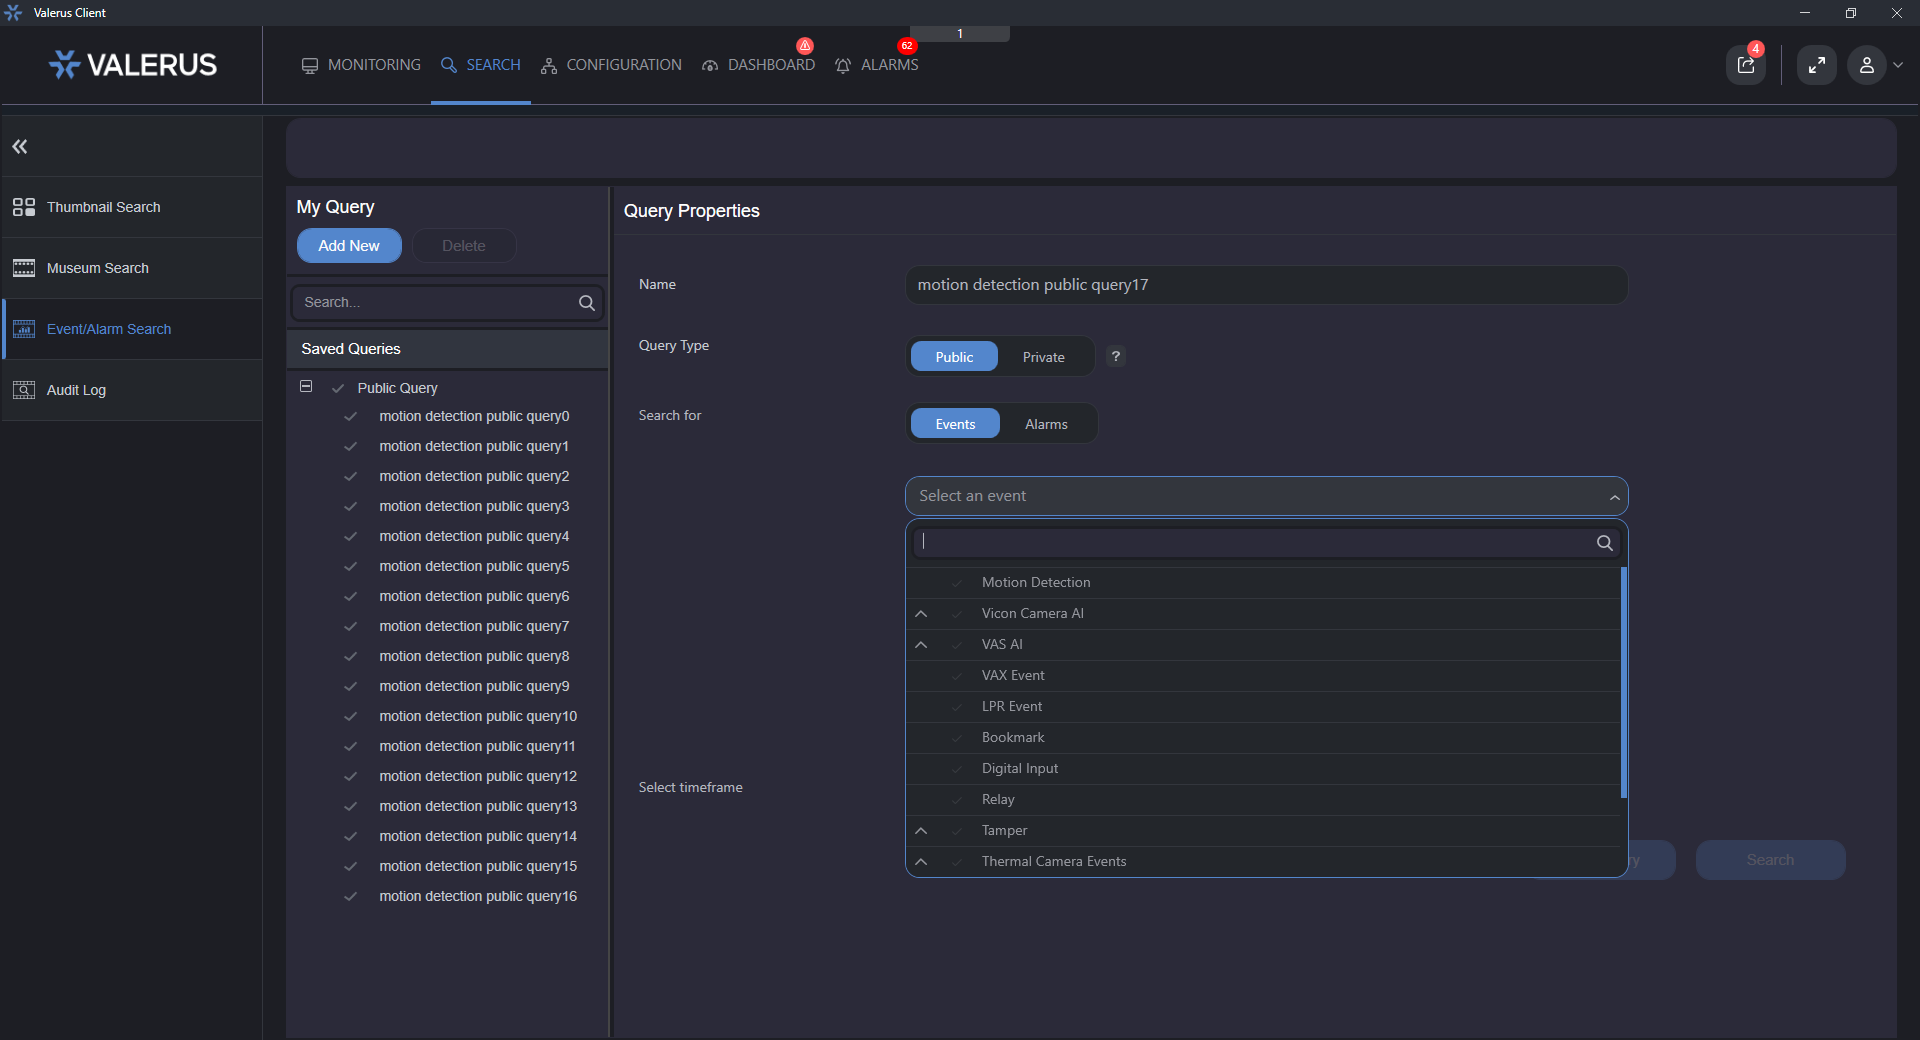 Valerus Client
1
VALERUS
MONITORING
SEARCH
CONFIGURATION
DASHBOARD
62
ALARMS
4
Thumbnail Search
Museum Search
Event/Alarm Search
Audit Log
My Query
Add New
Delete
Search...
Saved Queries
Public Query
motion detection public query0
motion detection public query1
motion detection public query2
motion detection public query3
motion detection public query4
motion detection public query5
motion detection public query6
motion detection public query7
motion detection public query8
motion detection public query9
motion detection public query10
motion detection public query11
motion detection public query12
motion detection public query13
motion detection public query14
motion detection public query15
motion detection public query16
Query Properties
Name
motion detection public query17
Query Type
Public
Private
?
Search for
Events
Alarms
Select an event
Motion Detection
Vicon Camera AI
VAS AI
VAX Event
LPR Event
Bookmark
Digital Input
Relay
Tamper
Thermal Camera Events
Select timeframe
Search